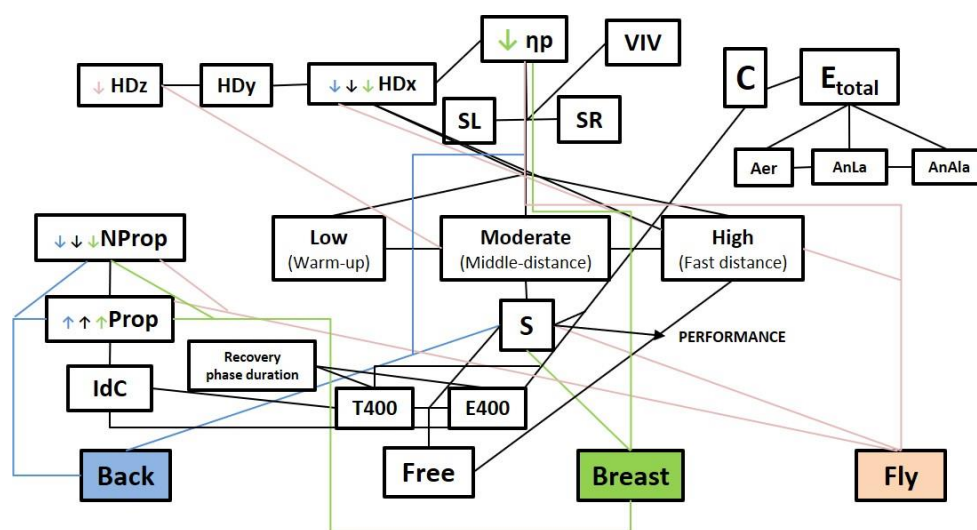 ↓ ηp
VIV
C
E total
↓ HDz
HDy
↓ ↓ ↓ HDx
SL
SR
Aer
AnLa
AnAla
Low
(Warm-up)
Moderate
(Middle-distance)
High
(Fast distance)
↓ ↓ ↓ NProp
↑ ↑ ↑ Prop
S
PERFORMANCE
Recovery
phase duration
IdC
T400
E400
Back
Free
Breast
Fly